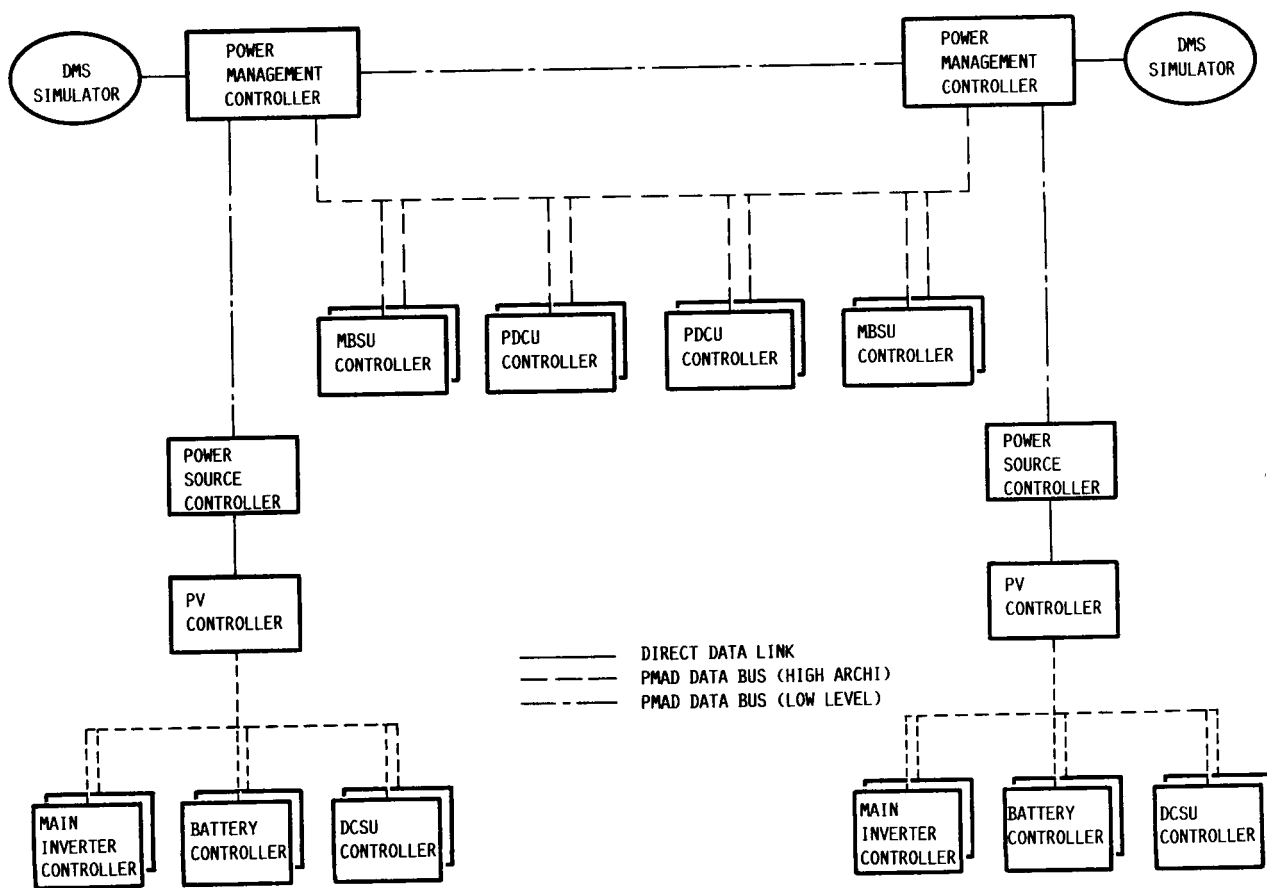 DMS
SIMULATOR
POWER
MANAGEMENT
CONTROLLER
POWER
MANAGEMENT
CONTROLLER
DMS
SIMULATOR
MBSU
CONTROLLER
PDCU
CONTROLLER
PDCU
CONTROLLER
MBSU
CONTROLLER
POWER
SOURCE
CONTROLLER
POWER
SOURCE
CONTROLLER
PV
CONTROLLER
PV
CONTROLLER
DIRECT DATA LINK
PMAD DATA BUS (HIGH ARCHI)
PMAD DATA BUS (LOW LEVEL)
MAIN
INVERTER
CONTROLLER
BATTERY
CONTROLLER
DCSU
CONTROLLER
MAIN
INVERTER
CONTROLLER
BATTERY
CONTROLLER
DCSU
CONTROLLER